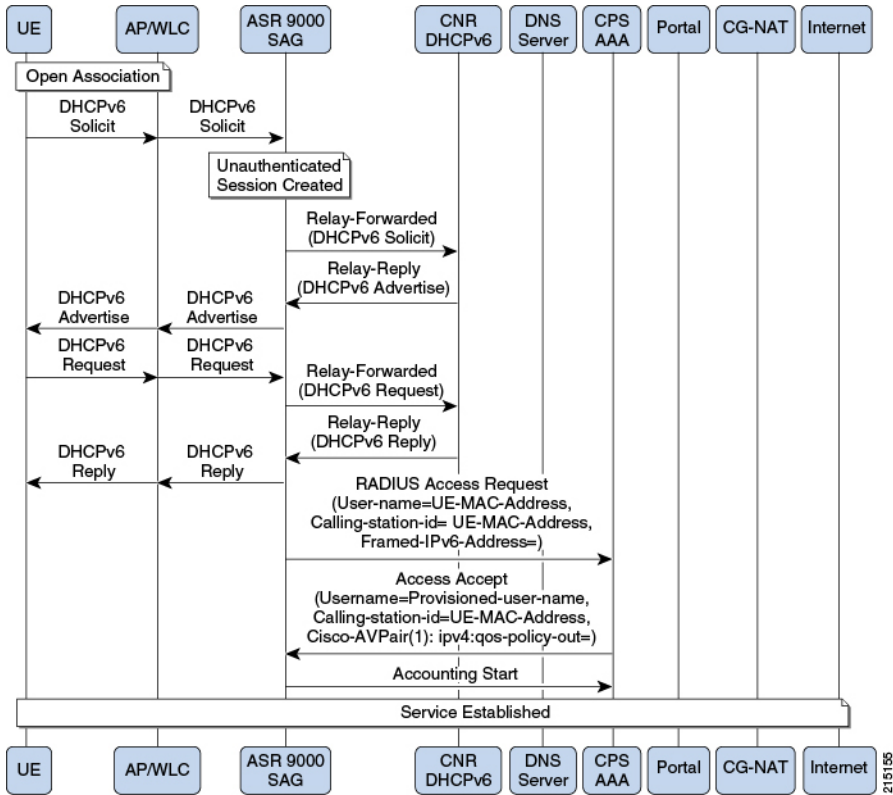 UE
AP/WLC
ASR 9000
SAG
CNR
DHCPv6
DNS
Server
CPS
AAA
Portal
CG-NAT
Internet
Open Association
DHCPv6
Solicit
DHCPv6
Solicit
Unauthenticated
Session Created
Relay-Forwarded
(DHCPv6 Solicit)
Relay-Reply
(DHCPv6 Advertise)
DHCPv6
Advertise
DHCPv6
Advertise
DHCPv6
Request
DHCPv6
Request
Relay-Forwarded
(DHCPv6 Request)
Relay-Reply
(DHCPv6 Reply)
DHCPv6
Reply
DHCPv6
Reply
RADIUS Access Request
(User-name=UE-MAC-Address,
Calling-station-id= UE-MAC-Address,
Framed-IPv6-Address=)
Access Accept
(Username=Provisioned-user-name,
Calling-station-id=UE-MAC-Address,
Cisco-AVPair(1): ipv4:qos-policy-out=)
Accounting Start
Service Established
UE
AP/WLC
ASR 9000
SAG
CNR
DHCPv6
DNS
Server
CPS
AAA
Portal
CG-NAT
Internet
215155